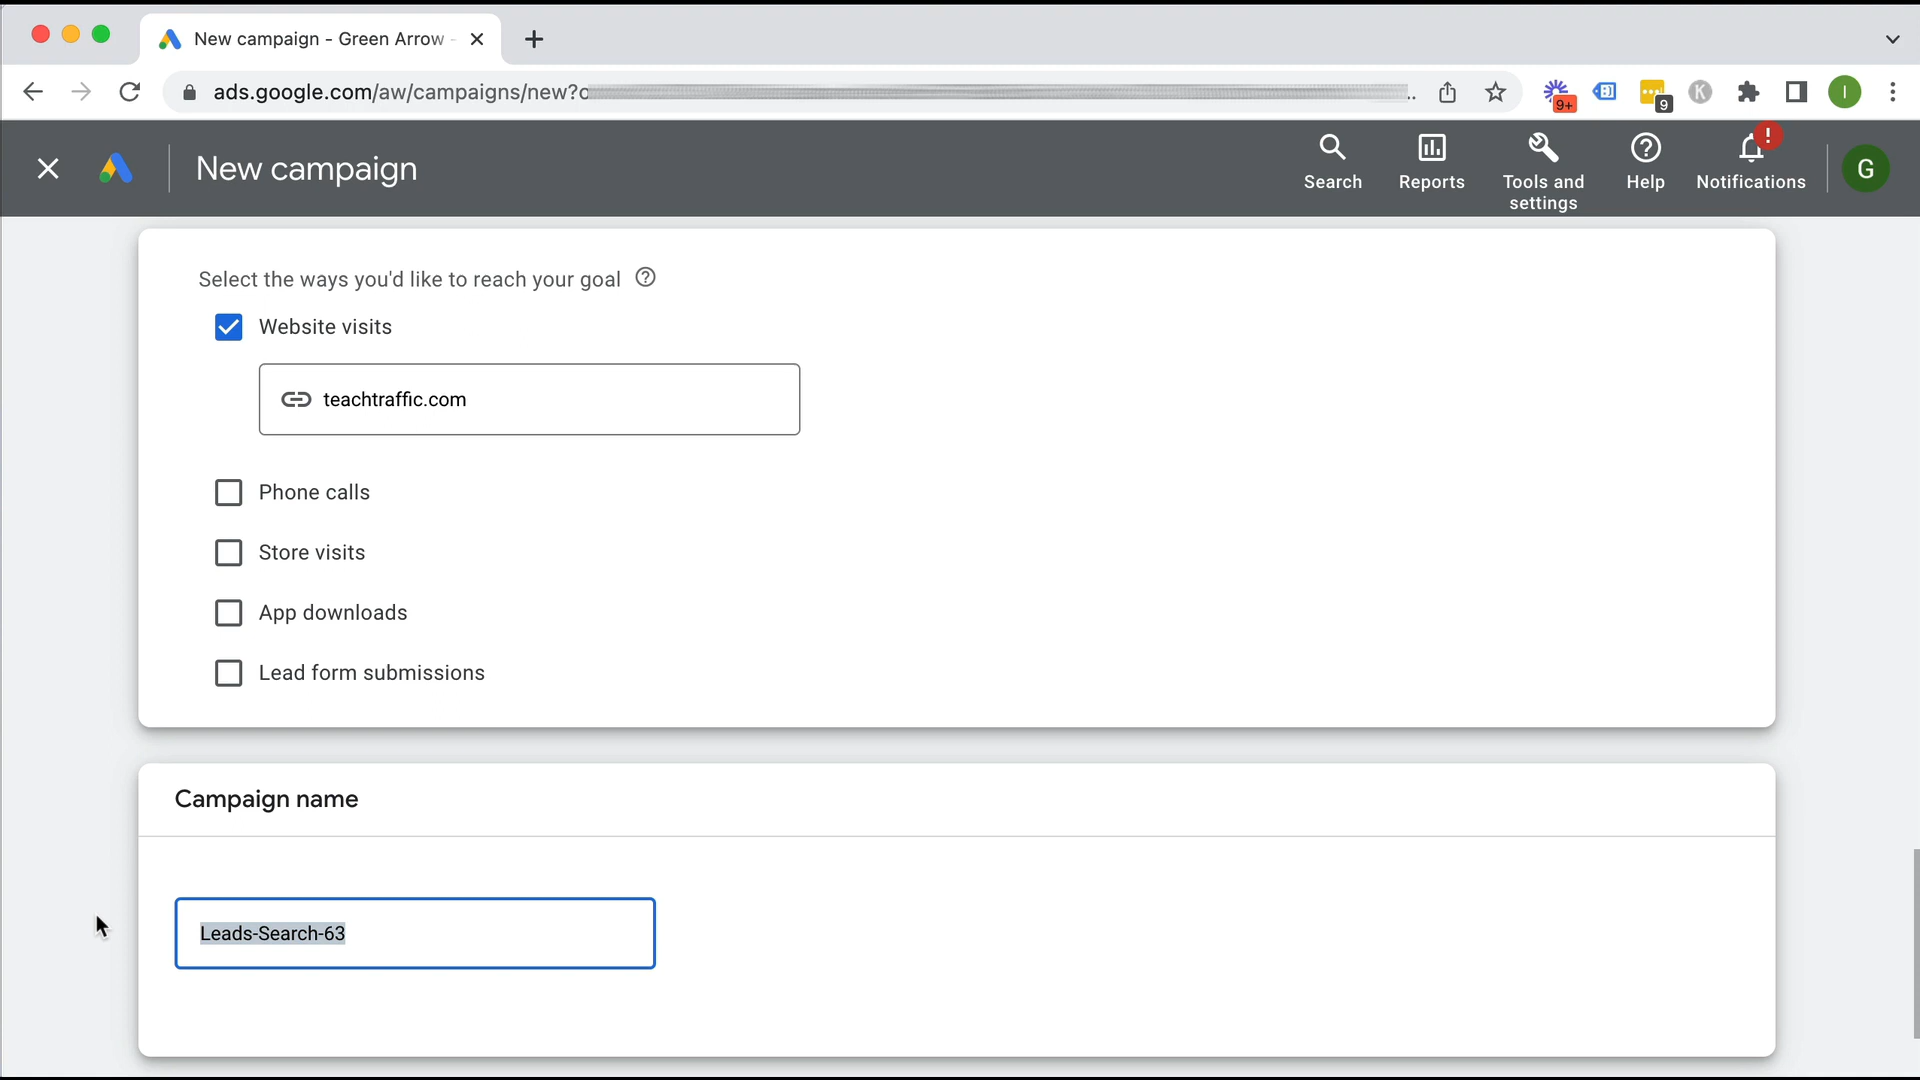 New campaign - Green Arrow -
ads.google.com/aw/campaigns/new?
..
9+
9
K
I
New campaign
Search
Reports
Tools and
settings
Help
Notifications
!
G
Select the ways you'd like to reach your goal
Website visits
teachtraffic.com
Phone calls
Store visits
App downloads
Lead form submissions
Campaign name
Leads-Search-63